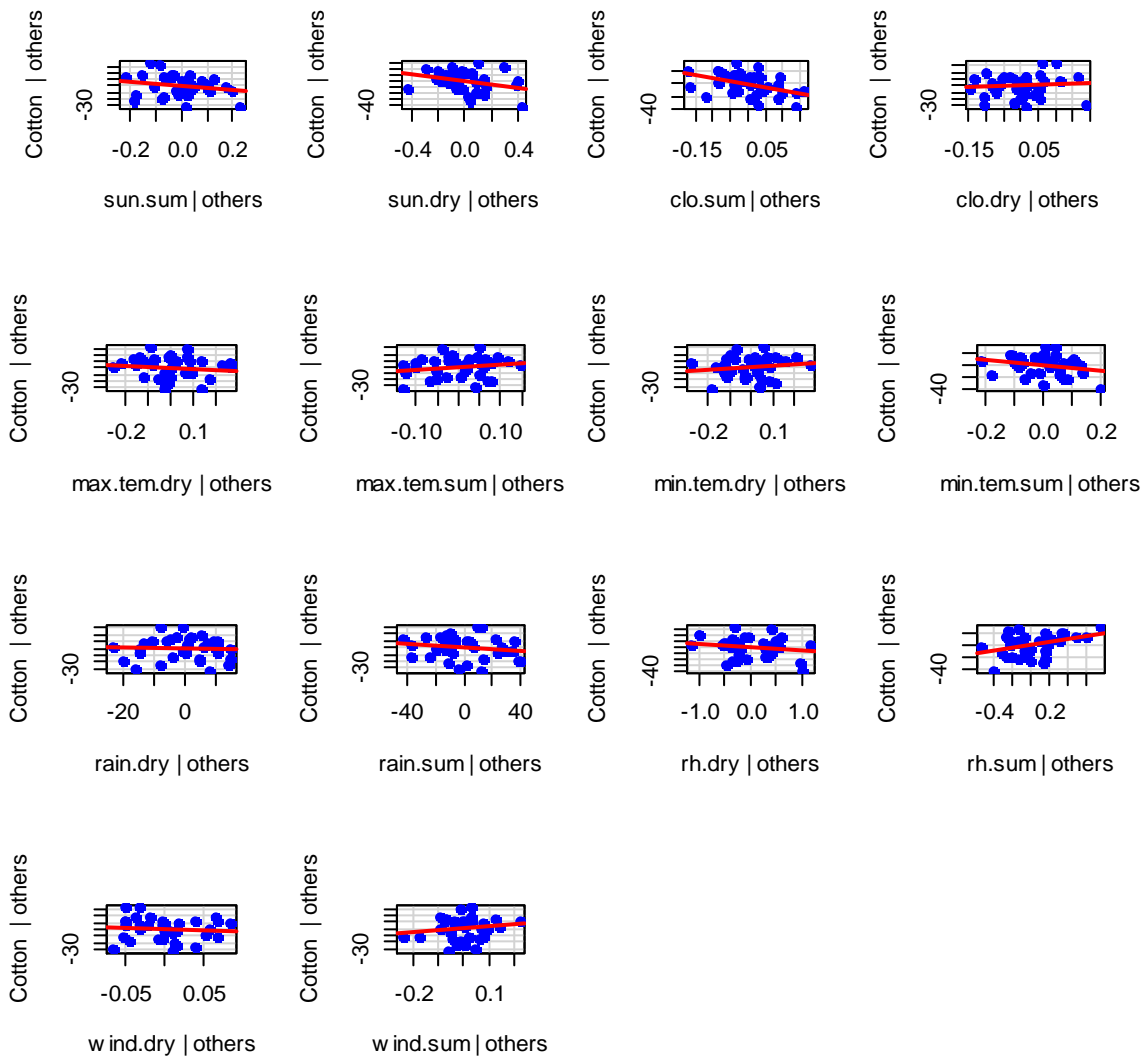 Cotton | others
-30
-0.2 0.0 0.2
sun.sum | others
Cotton | others
-40
-0.4 0.0 0.4
sun.dry | others
Cotton | others
-40
-0.15 0.05
clo.sum | others
Cotton | others
-30
-0.15 0.05
clo.dry | others
Cotton | others
-30
-0.2 0.1
max.tem.dry | others
Cotton | others
-30
-0.10 0.10
max.tem.sum | others
Cotton | others
-30
-0.2 0.1
min.tem.dry | others
Cotton | others
-40
-0.2 0.0 0.2
min.tem.sum | others
Cotton | others
-30
-20 0
rain.dry | others
Cotton | others
-30
-40 0 20 40
rain.sum | others
Cotton | others
-40
-1.0 0.0 1.0
rh.dry | others
Cotton | others
-40
-0.4 0.2
rh.sum | others
Cotton | others
-30
-0.05 0.05
wind.dry | others
Cotton | others
-30
-0.2 0.1
wind.sum | others